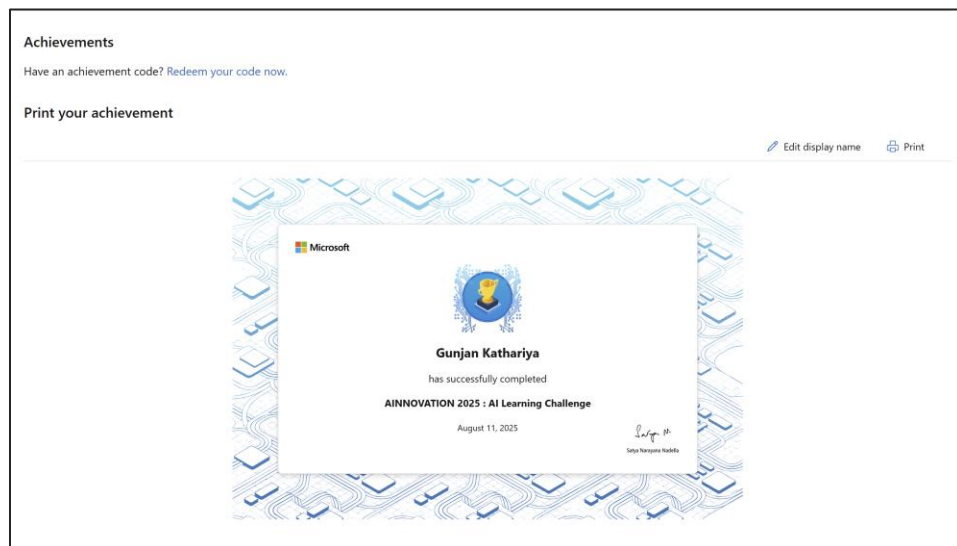 Achievements
Have an achievement code? Redeem your code now.
Print your achievement
Edit display name Print
Microsoft
Gunjan Kathariya
has successfully completed
AINNOVATION 2025 : AI Learning Challenge
August 11, 2025
Satya N.
Satya Narayana Nadella